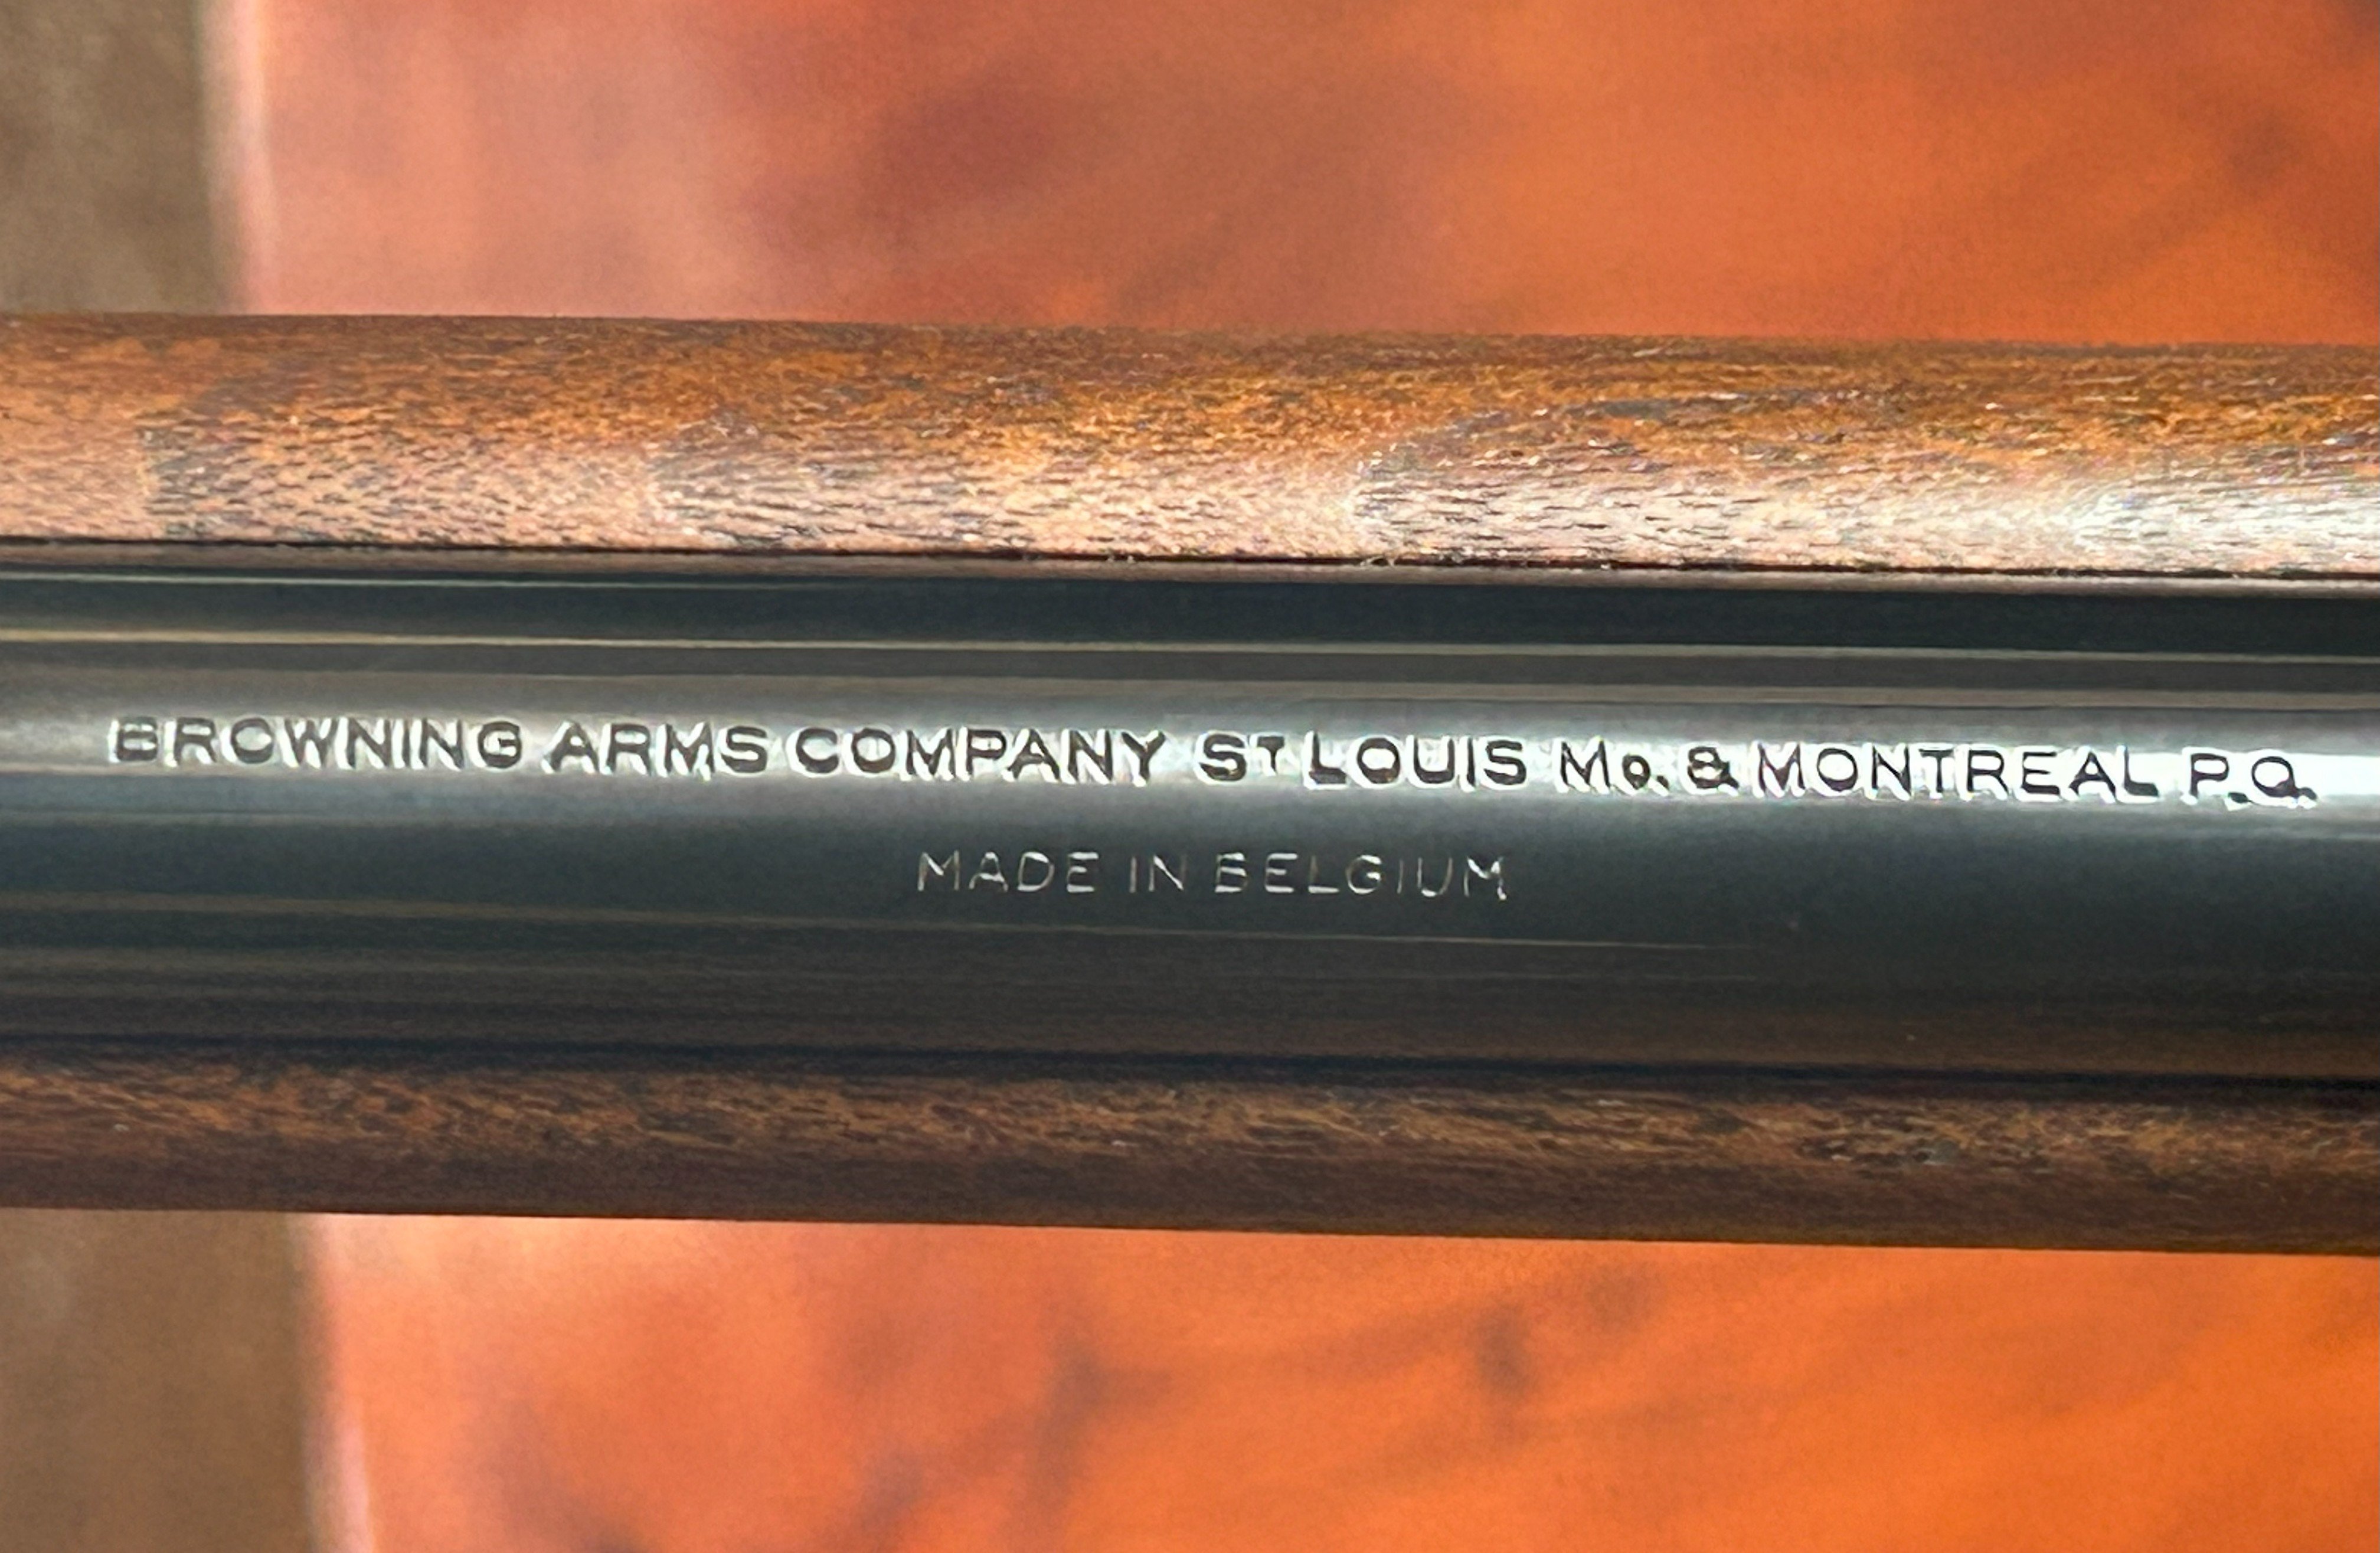 BROWNING ARMS COMPANY ST LOUIS Mo. & MONTREAL P.Q.
MADE IN BELGIUM